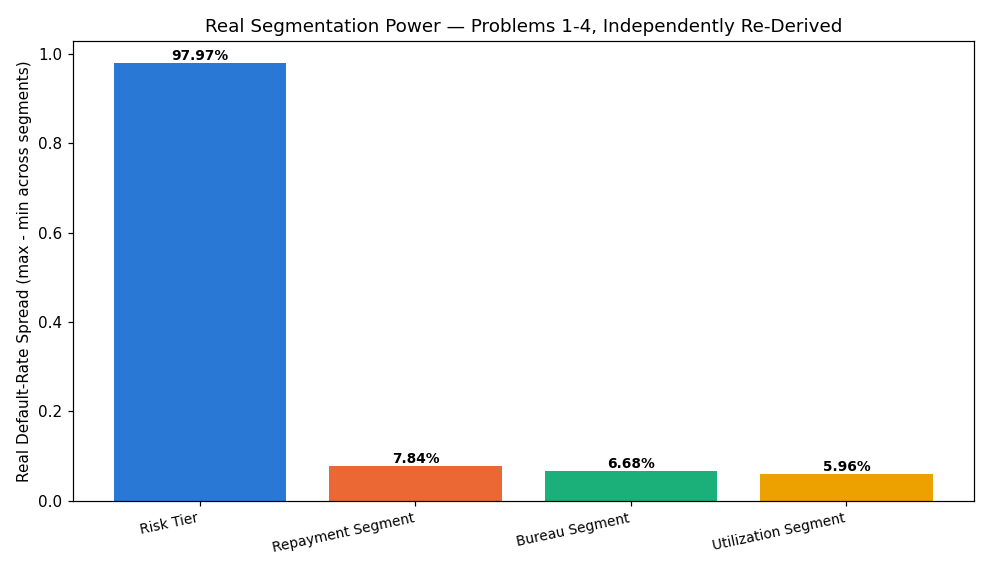 Real Segmentation Power — Problems 1-4, Independently Re-Derived
Real Default-Rate Spread (max - min across segments)
1.0
0.8
0.6
0.4
0.2
0.0
97.97%
7.84%
6.68%
5.96%
Risk Tier
Repayment Segment
Bureau Segment
Utilization Segment